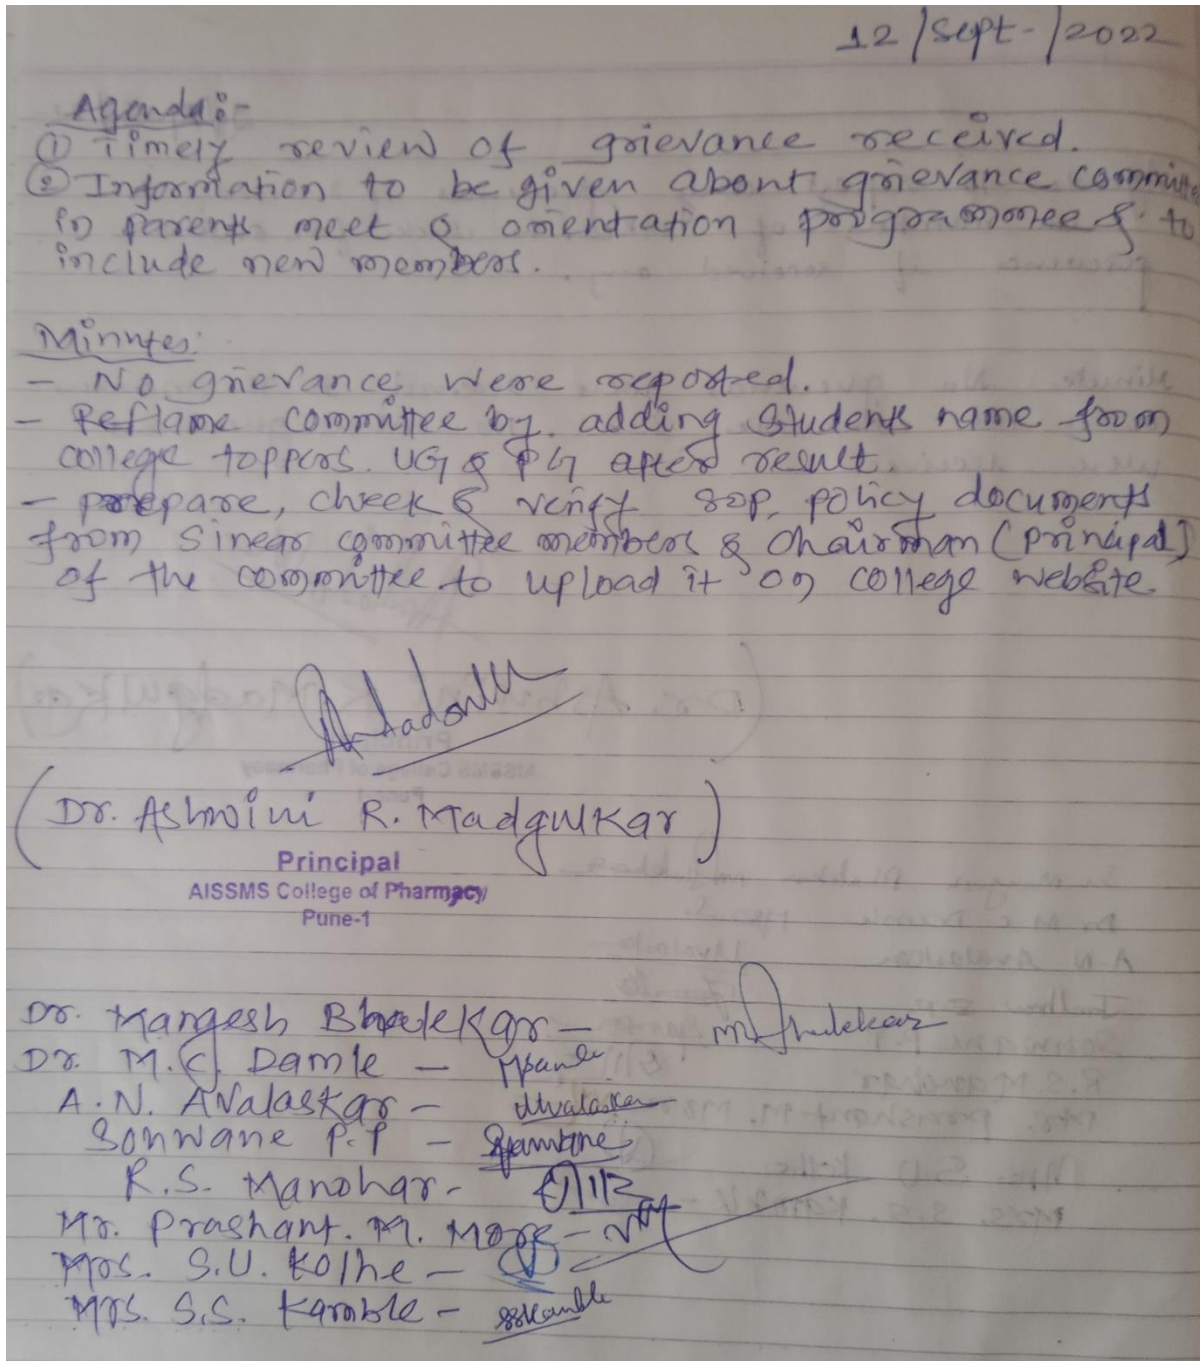 12/Sept-/2022
Agenda:-
① Timely review of grievance received.
② Information to be given about grievance committee
in parents meet & orientation programmee & to
include new members.
Minutes:
- No grievance were reported.
- Reframe committee by adding students name from
college toppers. UG & PG after result.
- prepare, check & verify sop, policy documents
from Sinear committee members & Chairman (principal)
of the committee to upload it on college website.
(Dr. Ashwini R. Madgulkar)
Principal
AISSMS College of Pharmacy
Pune-1
Dr. Mangesh Bhalekar - MBhalekar
Dr. M.C. Damle - MDamle
A.N. Avalaskar - Avalaskar
Sonwane P.P - 
R.S. Manohar -
Mr. Prashant. M. More -
Mrs. S.U. Kolhe -
Mrs. S.S. Kamble - SSKamble